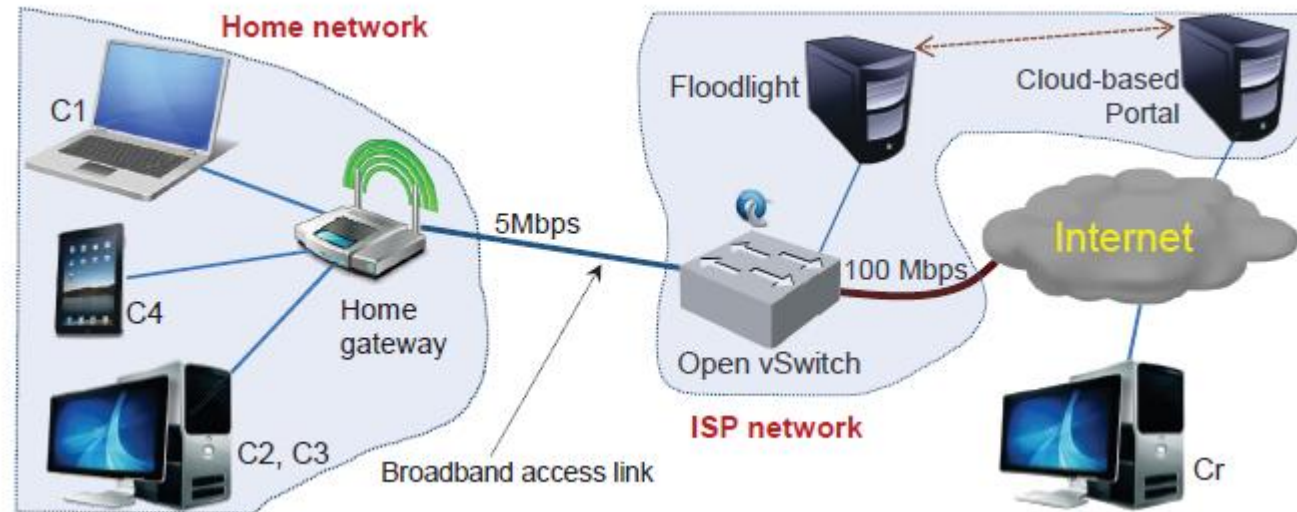 Home network
C1
C4
C2, C3
Home
gateway
5Mbps
Broadband access link
Floodlight
Cloud-based
Portal
Open vSwitch
100 Mbps
ISP network
Internet
Cr